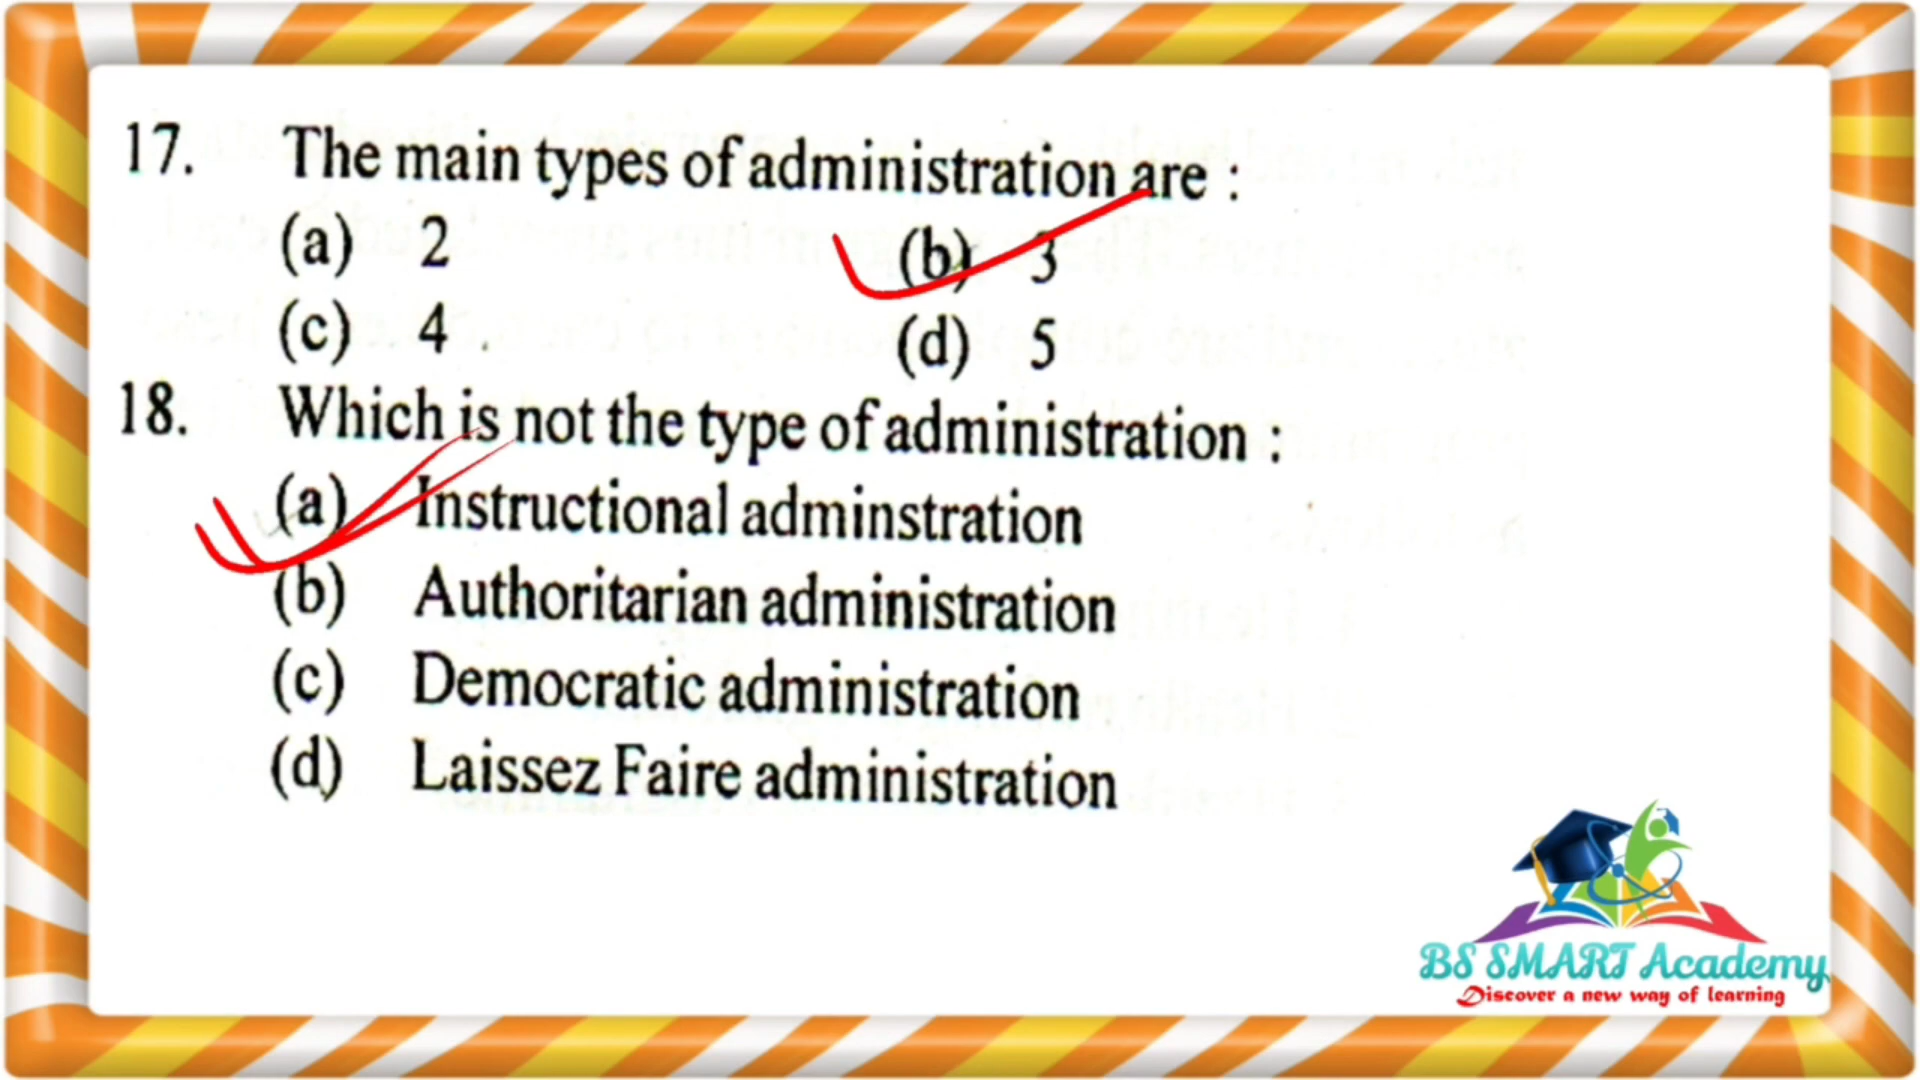 17. The main types of administration are :
(a) 2 (b) 3
(c) 4 (d) 5
18. Which is not the type of administration :
(a) Instructional adminstration
(b) Authoritarian administration
(c) Democratic administration
(d) Laissez Faire administration
BS SMART Academy
Discover a new way of learning